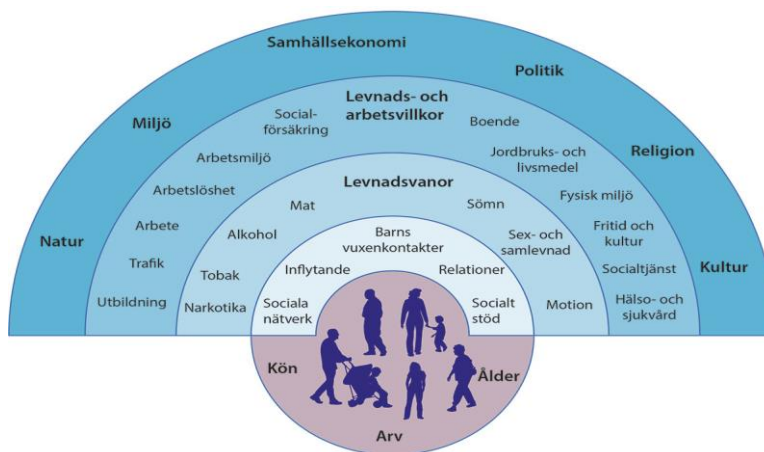 Samhällsekonomi
Politik
Miljö
Religion
Natur
Kultur
Levnads- och
arbetsvillkor
Social-
försäkring
Boende
Arbetsmiljö
Jordbruks- och
livsmedel
Arbetslöshet
Fysisk miljö
Arbete
Fritid och
kultur
Trafik
Socialtjänst
Utbildning
Hälso- och
sjukvård
Levnadsvanor
Mat
Sömn
Alkohol
Sex- och
samlevnad
Tobak
Narkotika
Motion
Barns
vuxenkontakter
Inflytande
Relationer
Sociala
nätverk
Socialt
stöd
Kön
Ålder
Arv